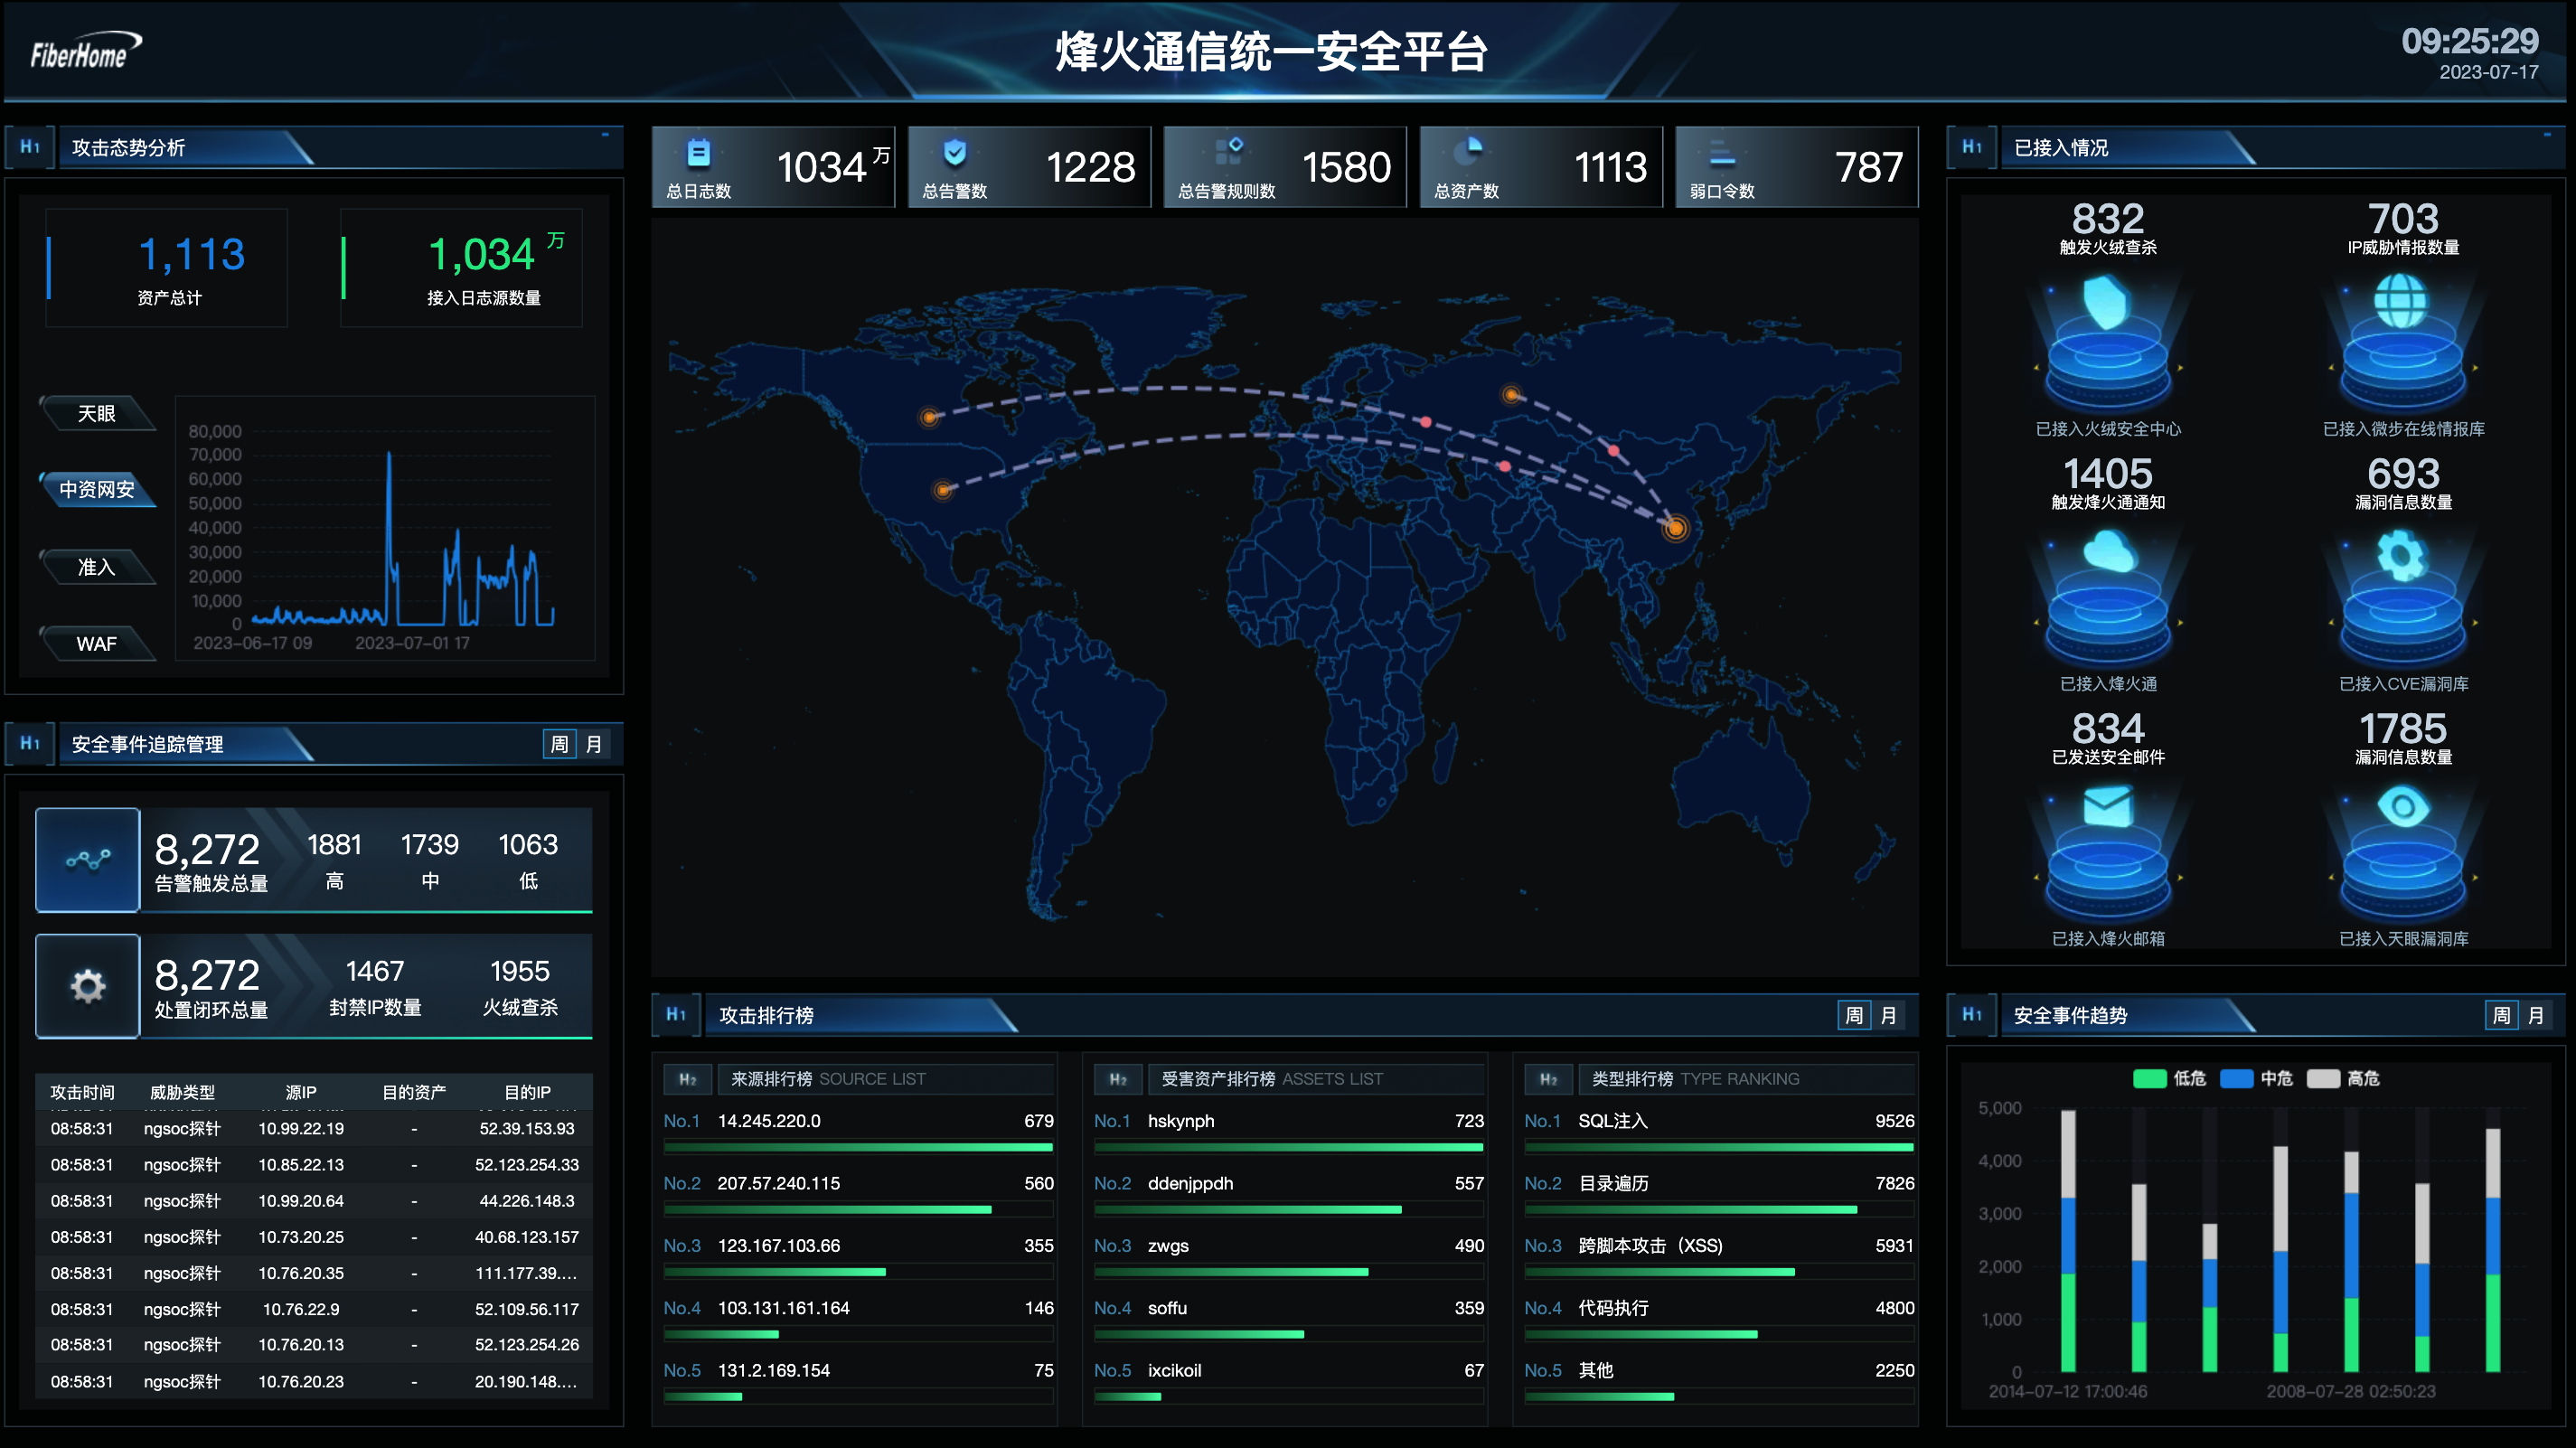 FiberHome
烽火通信统一安全平台
09:25:29
2023-07-17
H1 攻击态势分析
1,113
资产总计
1,034 万
接入日志源数量
天眼
中资网安
准入
WAF
80,000
70,000
60,000
50,000
40,000
30,000
20,000
10,000
0
2023-06-17 09 2023-07-01 17
H1 安全事件追踪管理 周 月
8,272
告警触发总量
1881 1739 1063
高 中 低
8,272
处置闭环总量
1467 1955
封禁IP数量 火绒查杀
攻击时间 威胁类型 源IP 目的资产 目的IP
08:58:31 ngsoc探针 10.99.22.19 - 52.39.153.93
08:58:31 ngsoc探针 10.85.22.13 - 52.123.254.33
08:58:31 ngsoc探针 10.99.20.64 - 44.226.148.3
08:58:31 ngsoc探针 10.73.20.25 - 40.68.123.157
08:58:31 ngsoc探针 10.76.20.35 - 111.177.39....
08:58:31 ngsoc探针 10.76.22.9 - 52.109.56.117
08:58:31 ngsoc探针 10.76.20.13 - 52.123.254.26
08:58:31 ngsoc探针 10.76.20.23 - 20.190.148....
总日志数 1034 万
总告警数 1228
总告警规则数 1580
总资产数 1113
弱口令数 787
H1 攻击排行榜 周 月
H2 来源排行榜 SOURCE LIST
No.1 14.245.220.0 679
No.2 207.57.240.115 560
No.3 123.167.103.66 355
No.4 103.131.161.164 146
No.5 131.2.169.154 75
H2 受害资产排行榜 ASSETS LIST
No.1 hskynph 723
No.2 ddenjppdh 557
No.3 zwgs 490
No.4 soffu 359
No.5 ixcikoil 67
H2 类型排行榜 TYPE RANKING
No.1 SQL注入 9526
No.2 目录遍历 7826
No.3 跨脚本攻击（XSS) 5931
No.4 代码执行 4800
No.5 其他 2250
H1 已接入情况
832 703
触发火绒查杀 IP威胁情报数量
已接入火绒安全中心 已接入微步在线情报库
1405 693
触发烽火通通知 漏洞信息数量
已接入烽火通 已接入CVE漏洞库
834 1785
已发送安全邮件 漏洞信息数量
已接入烽火邮箱 已接入天眼漏洞库
H1 安全事件趋势 周 月
低危 中危 高危
5,000
4,000
3,000
2,000
1,000
0
2014-07-12 17:00:46 2008-07-28 02:50:23